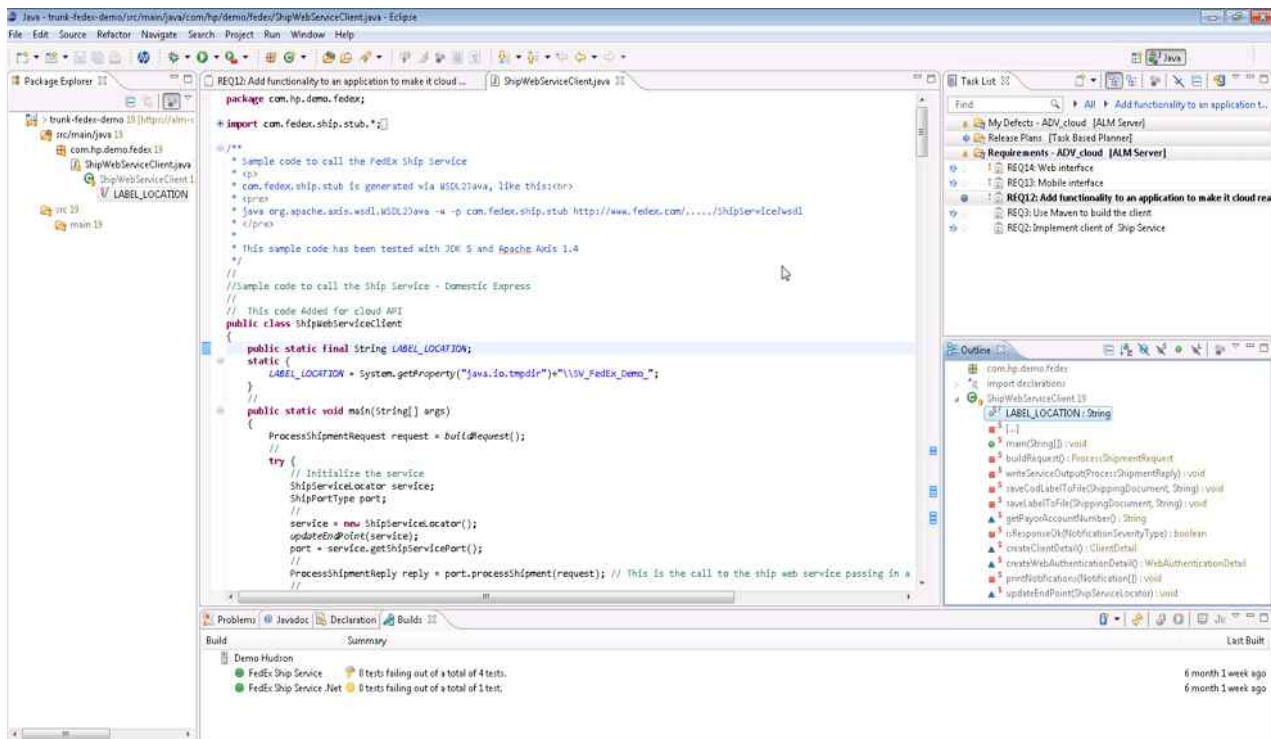 Java - trunk-fedex-demo/src/main/java/com/hp/demo/fedex/ShipWebServiceClient.java - Eclipse
File Edit Source Refactor Navigate Search Project Run Window Help
Java
Package Explorer
> trunk-fedex-demo 19 [https://alm-s
src/main/java 19
com.hp.demo.fedex 19
ShipWebServiceClient.java
ShipWebServiceClient 1
LABEL_LOCATION
src 19
main 19
REQ12: Add functionality to an application to make it cloud ...
ShipWebServiceClient.java
package com.hp.demo.fedex;
import com.fedex.ship.stub.*;
/**
* Sample code to call the FedEx Ship Service
* <p>
* com.fedex.ship.stub is generated via WSDL2Java, like this:<br>
* <pre>
* java org.apache.axis.wsdl.WSDL2Java -w -p com.fedex.ship.stub http://www.fedex.com/...../ShipService?wsdl
* </pre>
*
* This sample code has been tested with JDK 5 and Apache Axis 1.4
*/
//
//Sample code to call the Ship Service - Domestic Express
//
// This code Added for cloud API
public class ShipWebServiceClient
{
public static final String LABEL_LOCATION;
static {
LABEL_LOCATION = System.getProperty("java.io.tmpdir")+"\\SV_FedEx_Demo_";
}
//
public static void main(String[] args)
{
ProcessShipmentRequest request = buildRequest();
//
try {
// Initialize the service
ShipServiceLocator service;
ShipPortType port;
//
service = new ShipServiceLocator();
updateEndPoint(service);
port = service.getShipServicePort();
//
ProcessShipmentReply reply = port.processShipment(request); // This is the call to the ship web service passing in a
//
Task List
Find All Add functionality to an application t...
My Defects - ADV_cloud [ALM Server]
Release Plans [Task Based Planner]
Requirements - ADV_cloud [ALM Server]
REQ14: Web interface
REQ13: Mobile interface
REQ12: Add functionality to an application to make it cloud rea
REQ3: Use Maven to build the client
REQ2: Implement client of Ship Service
Outline
com.hp.demo.fedex
import declarations
ShipWebServiceClient 19
LABEL_LOCATION : String
{...}
main(String[]) : void
buildRequest() : ProcessShipmentRequest
writeServiceOutput(ProcessShipmentReply) : void
saveCodLabelToFile(ShippingDocument, String) : void
saveLabelToFile(ShippingDocument, String) : void
getPayorAccountNumber() : String
isResponseOk(NotificationSeverityType) : boolean
createClientDetail() : ClientDetail
createWebAuthenticationDetail() : WebAuthenticationDetail
printNotifications(Notification[]) : void
updateEndPoint(ShipServiceLocator) : void
Problems Javadoc Declaration Builds
Build Summary Last Built
Demo Hudson
FedEx Ship Service 0 tests failing out of a total of 4 tests. 6 month 1 week ago
FedEx Ship Service .Net 0 tests failing out of a total of 1 test. 6 month 1 week ago